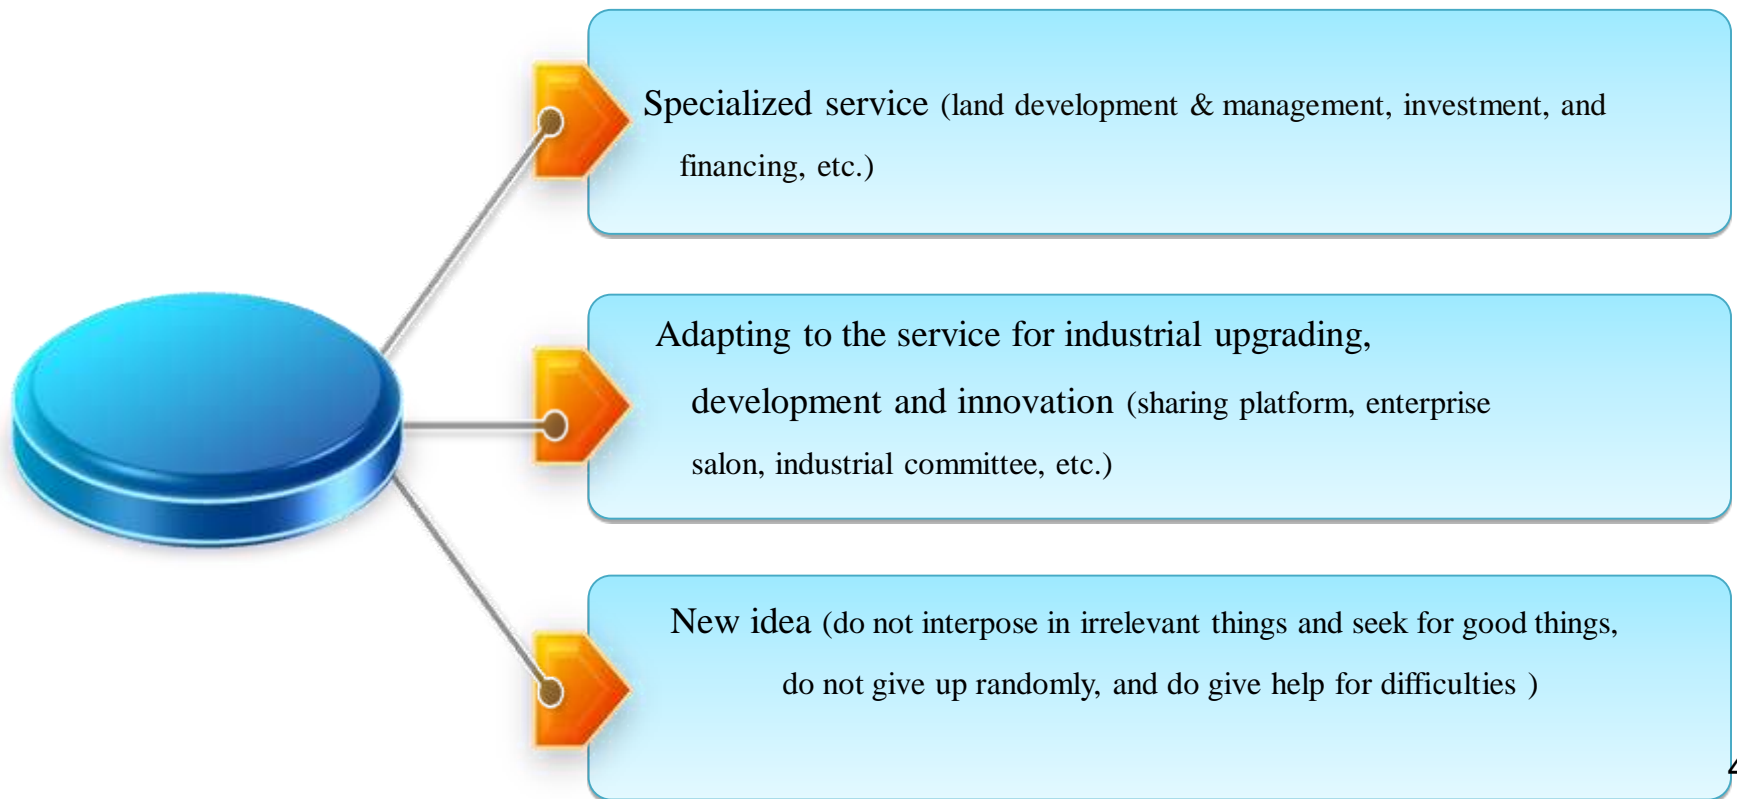 Specialized service (land development & management, investment, and
financing, etc.)
Adapting to the service for industrial upgrading,
development and innovation (sharing platform, enterprise
salon, industrial committee, etc.)
New idea (do not interpose in irrelevant things and seek for good things,
do not give up randomly, and do give help for difficulties )